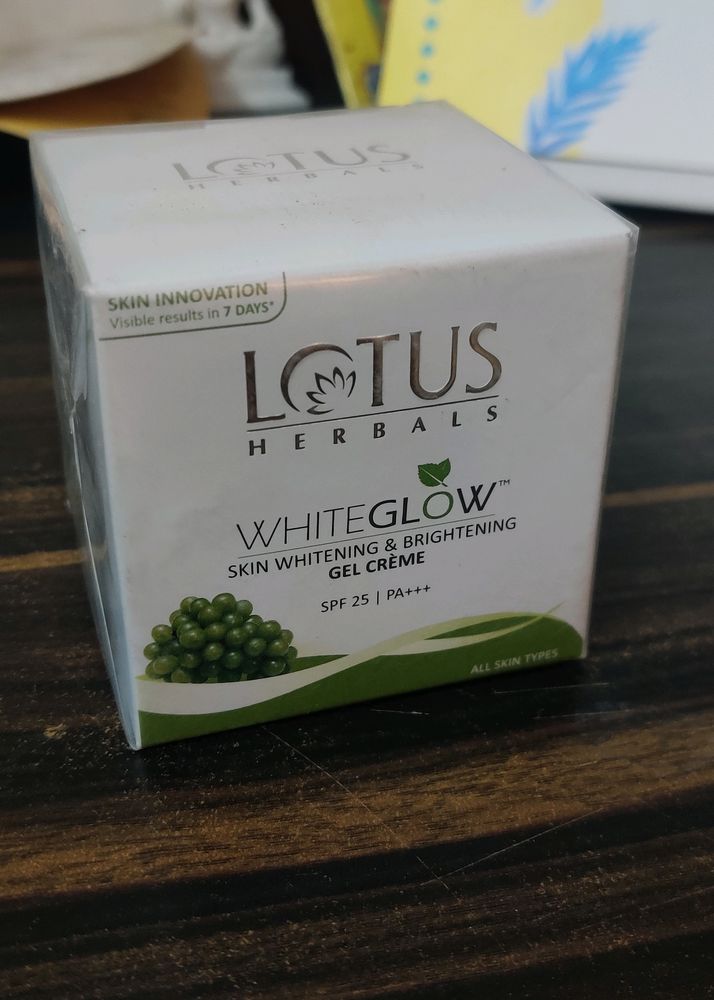 LOTUS
HERBALS
SKIN INNOVATION
Visible results in 7 DAYS*
LOTUS
HERBALS
WHITEGLOW™
SKIN WHITENING & BRIGHTENING
GEL CRÈME
SPF 25 | PA+++
ALL SKIN TYPES